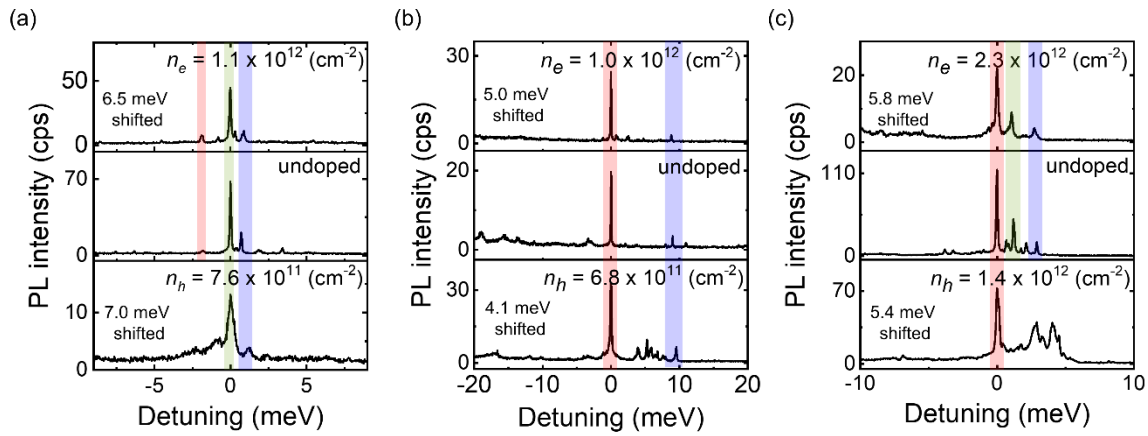 (a)
(b)
(c)
PL intensity (cps)
50
0
70
0
12
0
n_e = 1.1 x 10^12 (cm^-2)
6.5 meV
shifted
undoped
n_h = 7.6 x 10^11 (cm^-2)
7.0 meV
shifted
-5
0
5
Detuning (meV)
PL intensity (cps)
30
0
20
0
30
0
n_e = 1.0 x 10^12 (cm^-2)
5.0 meV
shifted
undoped
n_h = 6.8 x 10^11 (cm^-2)
4.1 meV
shifted
-20
-10
0
10
20
Detuning (meV)
PL intensity (cps)
20
0
110
0
70
0
n_e = 2.3 x 10^12 (cm^-2)
5.8 meV
shifted
undoped
n_h = 1.4 x 10^12 (cm^-2)
5.4 meV
shifted
-10
0
10
Detuning (meV)